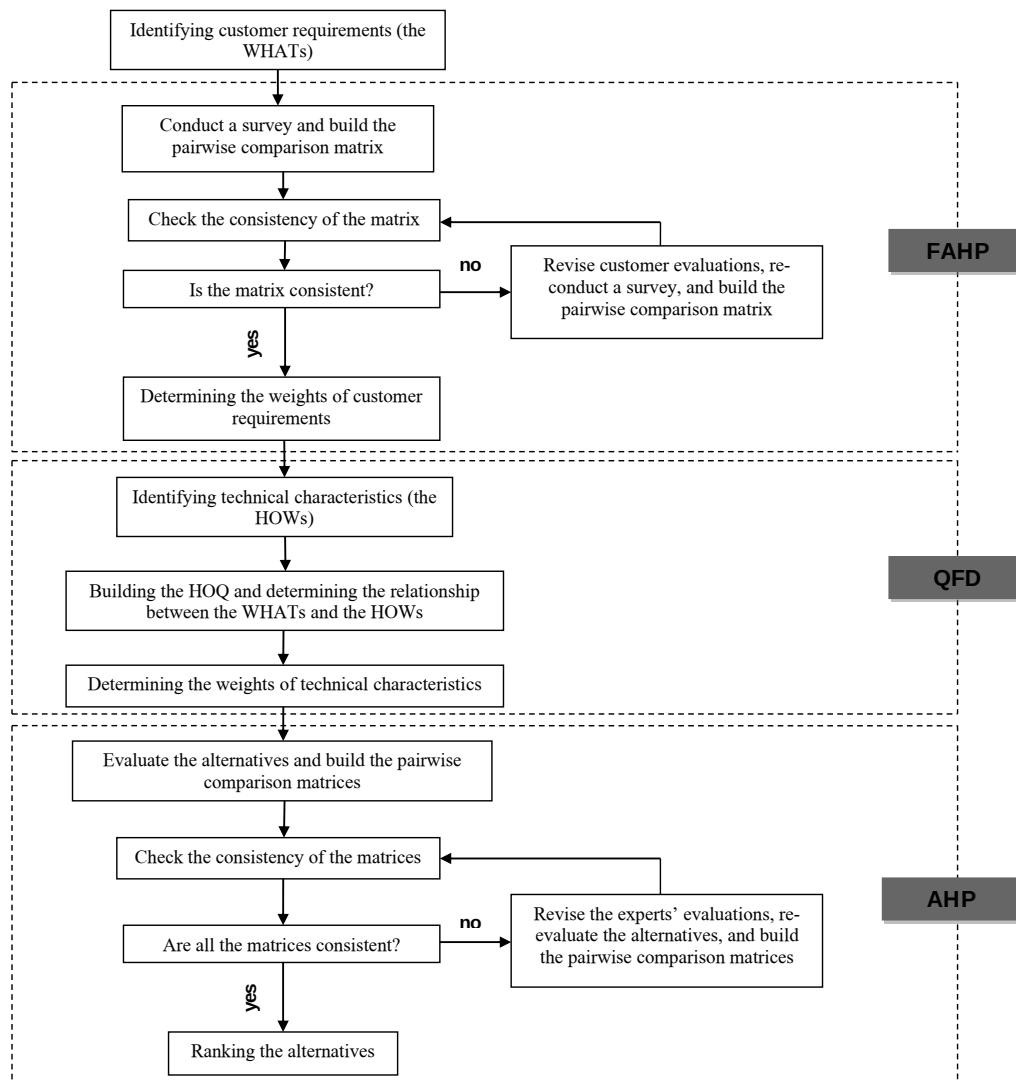 Identifying customer requirements (the
WHATs)
Conduct a survey and build the
pairwise comparison matrix
Check the consistency of the matrix
FAHP
no
Revise customer evaluations, re-
conduct a survey, and build the
pairwise comparison matrix
Is the matrix consistent?
yes
Determining the weights of customer
requirements
Identifying technical characteristics (the
HOWs)
QFD
Building the HOQ and determining the relationship
between the WHATs and the HOWs
Determining the weights of technical characteristics
Evaluate the alternatives and build the pairwise
comparison matrices
Check the consistency of the matrices
AHP
no
Revise the experts’ evaluations, re-
evaluate the alternatives, and build
the pairwise comparison matrices
Are all the matrices consistent?
yes
Ranking the alternatives